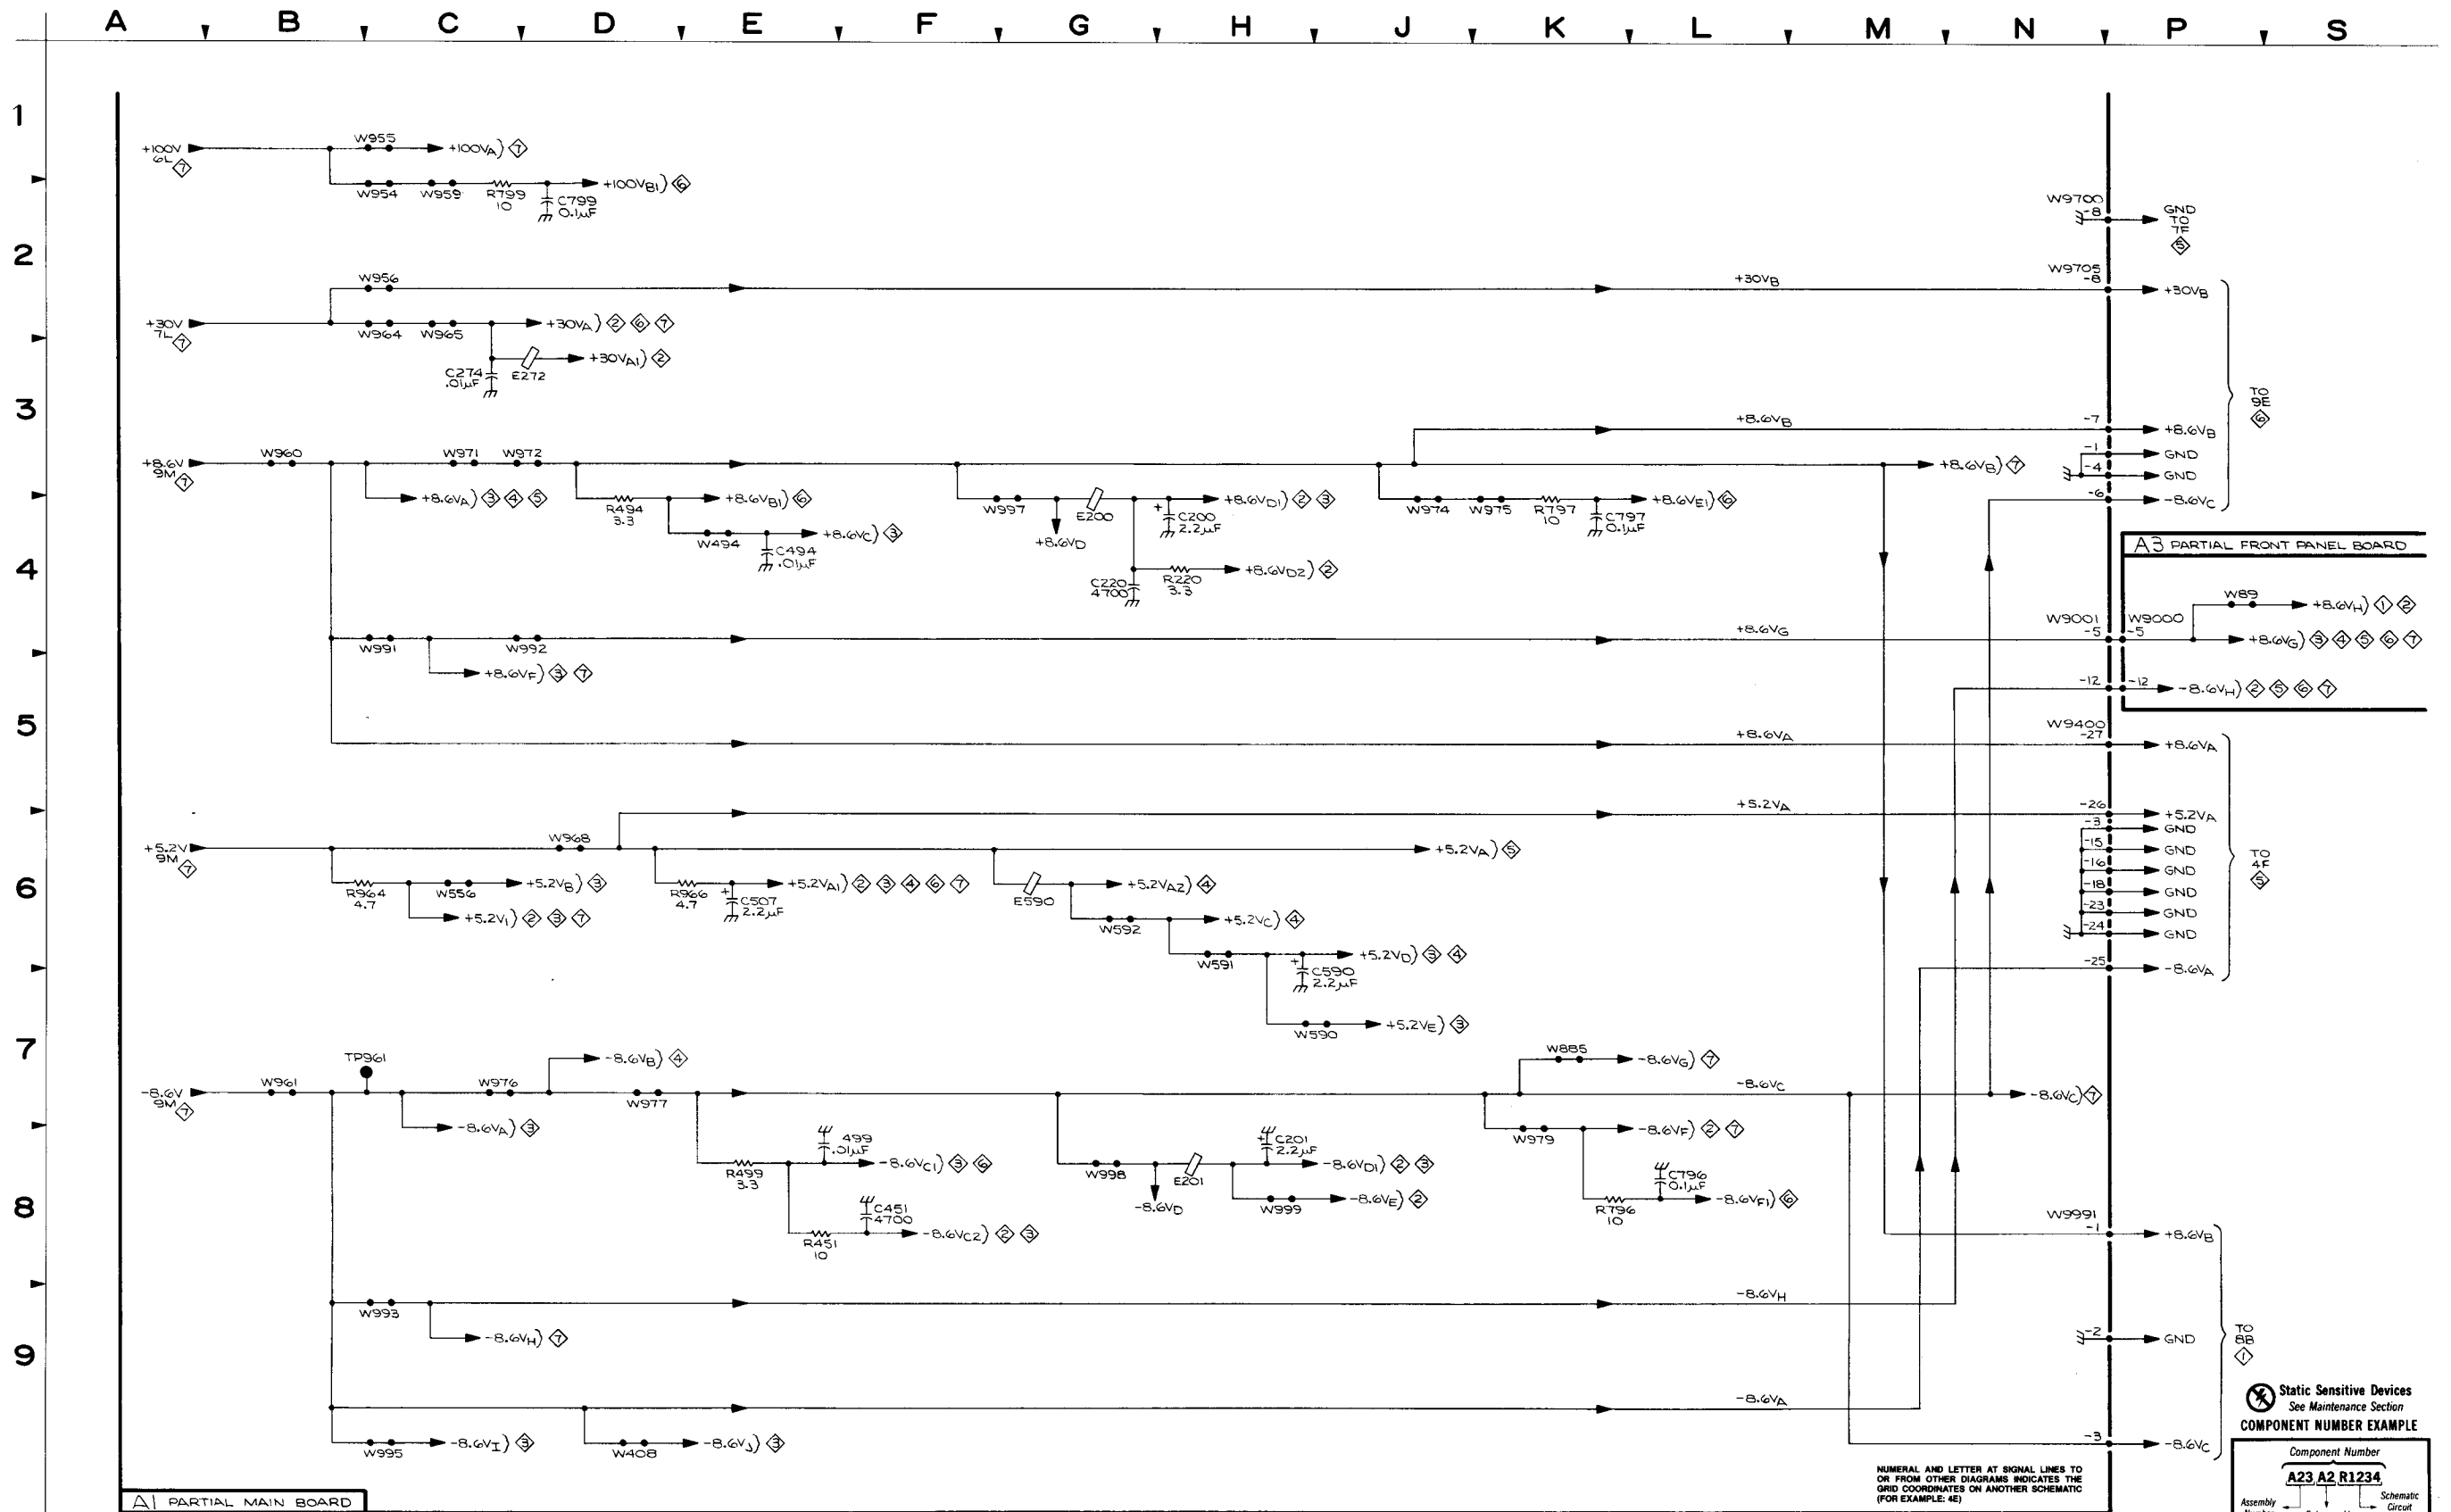 A B C D E F G H J K L M N P S
1
W955
+100V
6L
7
+100VA) 7
W954 W959 R799
10
C799
0.1µF
+100VB1) 6
W9700
-8
GND
TO
7F
5
2
W956
+30VB
W9705
-8
+30VB
+30V
7L
7
W964 W965
+30VA) 2 6 7
+30VA1) 2
C274
.01µF
E272
3
+8.6VB
-7
+8.6VB
TO
9E
6
-1
GND
-4
GND
-6
-8.6VC
+8.6V
9M
7
W960 W971 W972
+8.6VB) 7
+8.6VA) 3 4 5
R494
3.3
+8.6VB1) 6
W494
C494
.01µF
+8.6VC) 3
W997
+8.6VD
E200
C200
2.2µF
+
+8.6VD1) 2 3
W974 W975 R797
10
C797
0.1µF
+8.6VE1) 6
4
C220
4700
R220
3.3
+8.6VD2) 2
A3 PARTIAL FRONT PANEL BOARD
W89
+8.6VH) 1 2
W991 W992
+8.6VG
W9001
-5
W9000
-5
+8.6VG) 3 4 5 6 7
+8.6VF) 3 7
-12
-12
-8.6VH) 2 5 6 7
5
+8.6VA
W9400
-27
+8.6VA
+5.2VA
-26
+5.2VA
-3
GND
-15
GND
-16
GND
-18
GND
-23
GND
-24
GND
-25
-8.6VA
TO
4F
5
6
+5.2V
9M
7
W968
+5.2VA) 5
R964
4.7
W556
+5.2VB) 3
+5.2V1) 2 3 7
R966
4.7
+
C507
2.2µF
+5.2VA1) 2 3 4 6 7
E590
+5.2VA2) 4
W592
+5.2VC) 4
W591
+
C590
2.2µF
+5.2VD) 3 4
W590
+5.2VE) 3
7
TP961
-8.6V
9M
7
W961 W976 W977
-8.6VB) 4
-8.6VA) 3
W885
-8.6VG) 7
-8.6VC
-8.6VC) 7
499
.01µF
R499
3.3
-8.6VC1) 3 6
C451
4700
R451
10
-8.6VC2) 2 3
W998
-8.6VD
E201
+
C201
2.2µF
-8.6VD1) 2 3
W999
-8.6VE) 2
W979
-8.6VF) 2 7
C796
0.1µF
R796
10
-8.6VF1) 6
8
W9991
-1
+8.6VB
W993
-8.6VH
-8.6VH) 7
9
-2
GND
TO
8B
1
-8.6VA
W995
-8.6VI) 3
W408
-8.6VJ) 3
-3
-8.6VC
Static Sensitive Devices
See Maintenance Section
COMPONENT NUMBER EXAMPLE
Component Number
A23 A2 R1234
Assembly
Schematic
Circuit
NUMERAL AND LETTER AT SIGNAL LINES TO
OR FROM OTHER DIAGRAMS INDICATES THE
GRID COORDINATES ON ANOTHER SCHEMATIC
(FOR EXAMPLE: 4E)
A1 PARTIAL MAIN BOARD